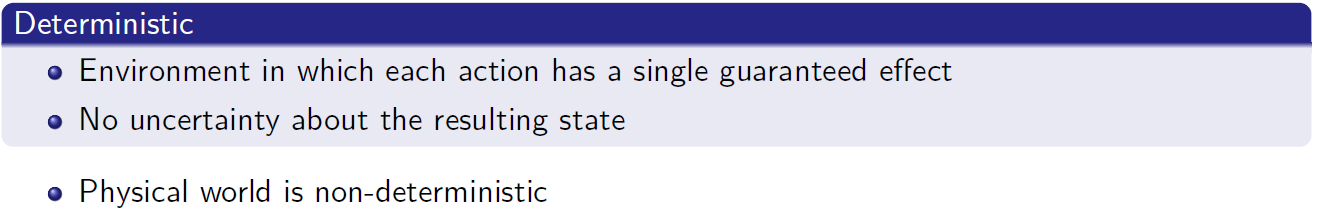 Deterministic
Environment in which each action has a single guaranteed effect
No uncertainty about the resulting state
Physical world is non-deterministic